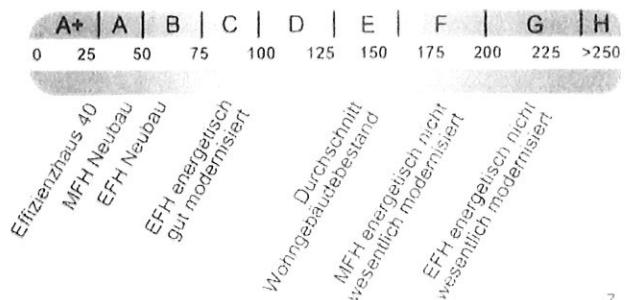 A+ | A | B | C | D | E | F | G | H
0 25 50 75 100 125 150 175 200 225 >250
Effizienzhaus 40
MFH Neubau
EFH Neubau
EFH energetisch
gut modernisiert
Durchschnitt
Wohngebäudebestand
MFH energetisch nicht
wesentlich modernisiert
EFH energetisch nicht
wesentlich modernisiert
7